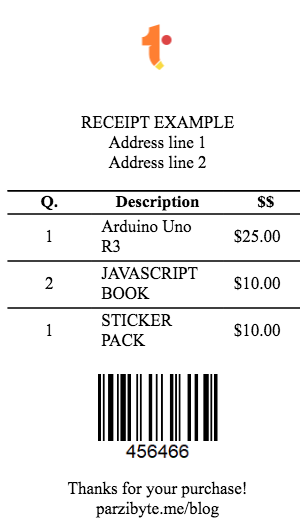 RECEIPT EXAMPLE
Address line 1
Address line 2
Q. Description $$
1 Arduino Uno R3 $25.00
2 JAVASCRIPT BOOK $10.00
1 STICKER PACK $10.00
456466
Thanks for your purchase!
parzibyte.me/blog